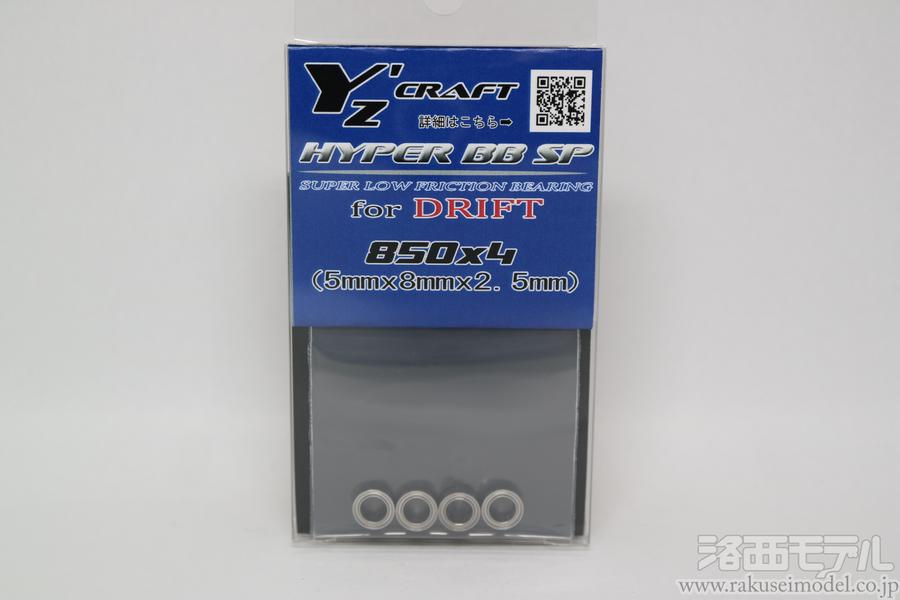 Yz' CRAFT
詳細はこちら➡
HYPER BB SP
SUPER LOW FRICTION BEARING
for DRIFT
850x4
(5mmx8mmx2.5mm)
洛西モデル
www.rakuseimodel.co.jp